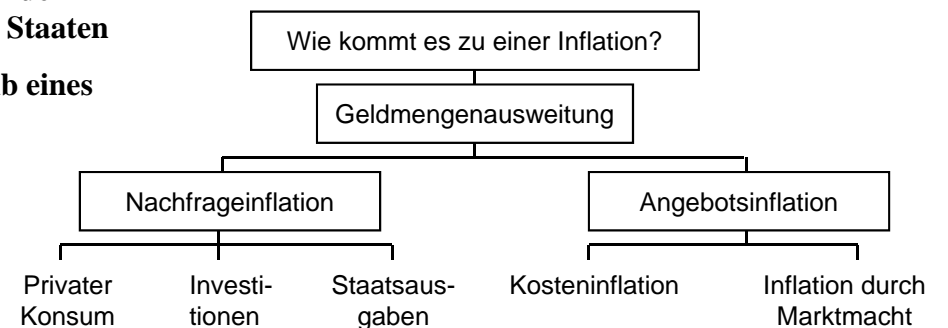 Staaten
eines
Wie kommt es zu einer Inflation?
Geldmengenausweitung
Nachfrageinflation
Angebotsinflation
Privater
Konsum
Investi-
tionen
Staatsaus-
gaben
Kosteninflation
Inflation durch
Marktmacht